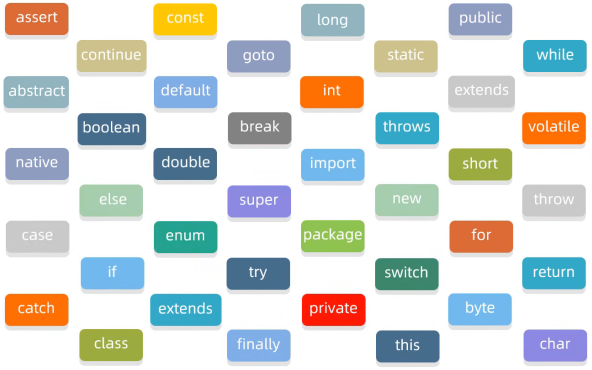 assert const long public
continue goto static while
abstract default int extends
boolean break throws volatile
native double import short
else super new throw
case enum package for
if try switch return
catch extends private byte
class finally this char